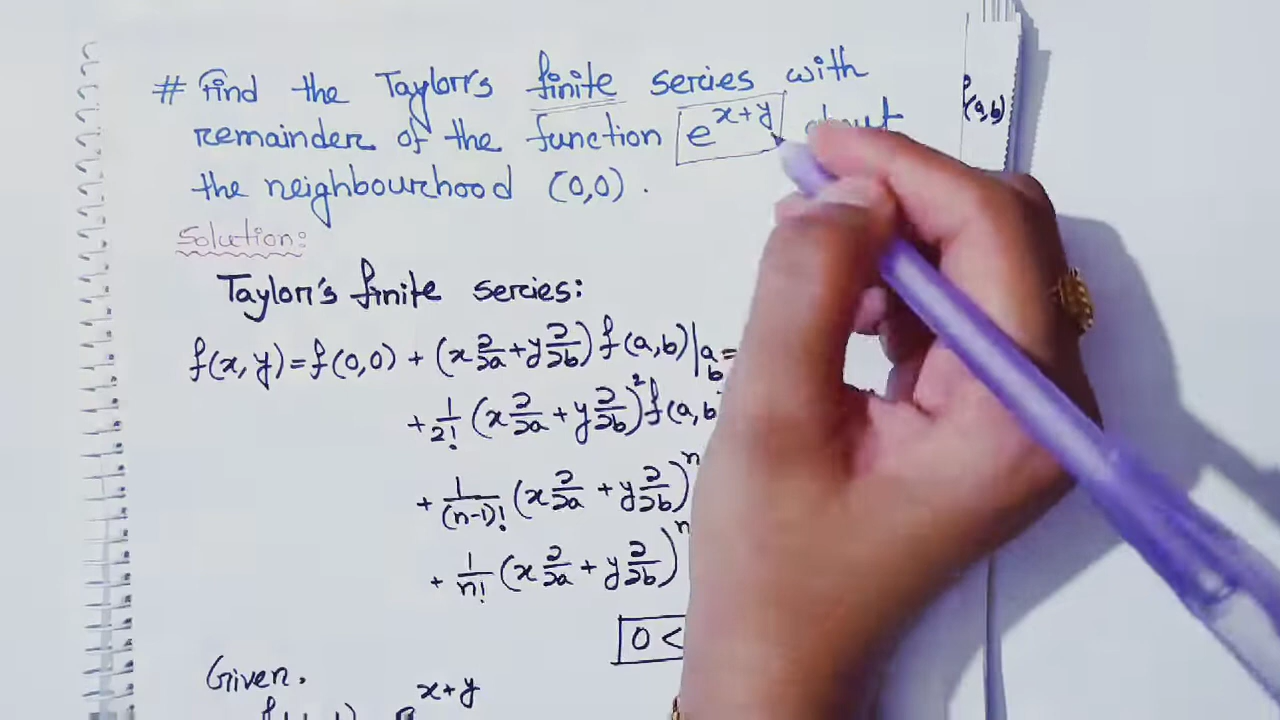 # Find the Taylor's finite series with
remainder of the function e^{x+y} about
the neighbourhood (0,0).
Solution:
Taylor's finite series:
f(x, y) = f(0,0) + (x ∂/∂a + y ∂/∂b) f(a,b)|a=
b
+ 1/2! (x ∂/∂a + y ∂/∂b)^2 f(a,b
+ 1/(n-1)! (x ∂/∂a + y ∂/∂b)^n
+ 1/n! (x ∂/∂a + y ∂/∂b)^n
0 <
Given,
x+y
f(a,b)